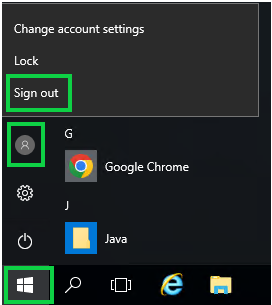 Change account settings
Lock
Sign out
G
Google Chrome
J
Java